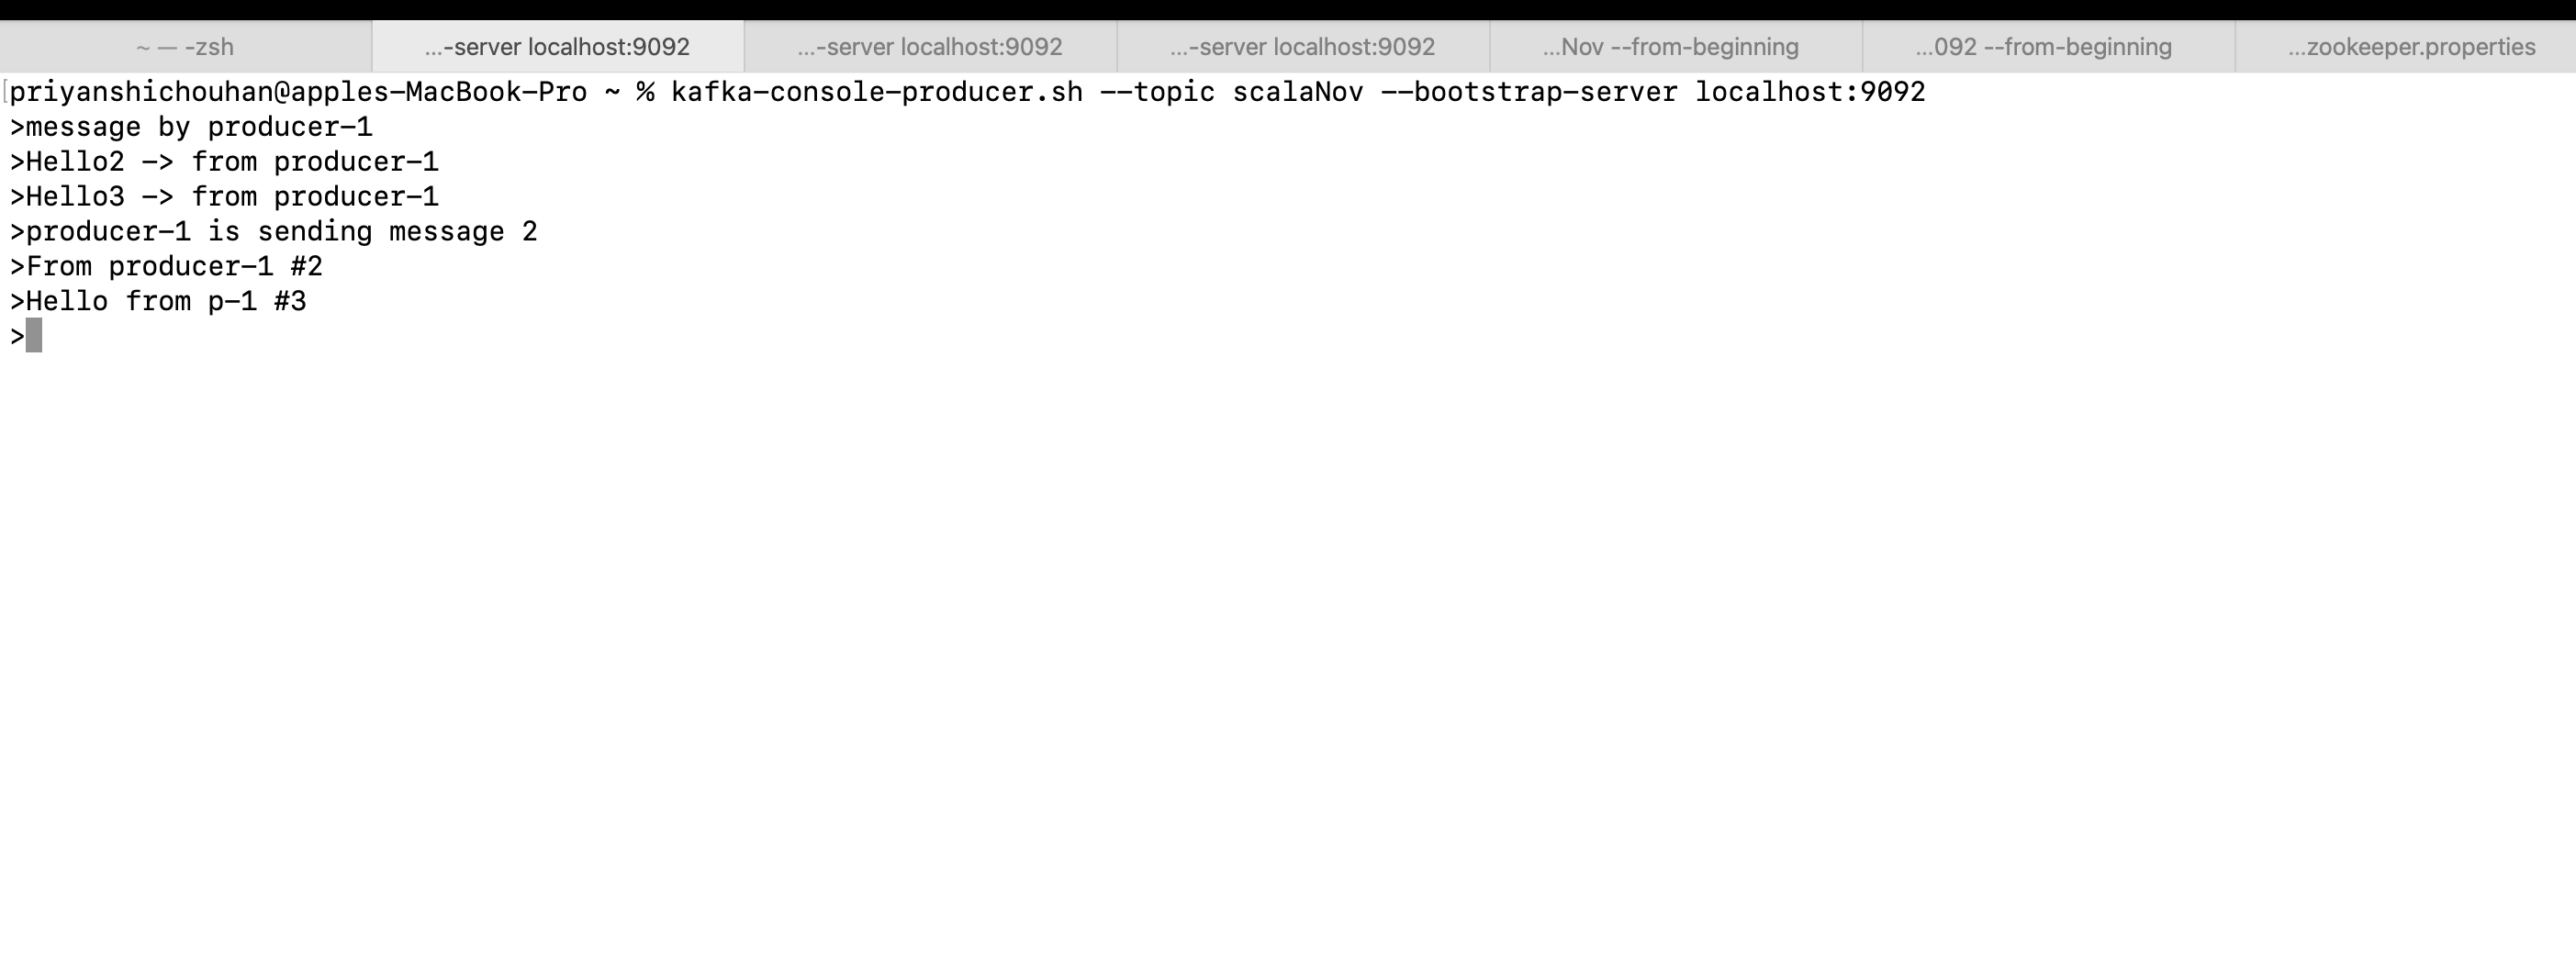 ~ — -zsh
...-server localhost:9092
...-server localhost:9092
...-server localhost:9092
...Nov --from-beginning
...092 --from-beginning
...zookeeper.properties
[priyanshichouhan@apples-MacBook-Pro ~ % kafka-console-producer.sh --topic scalaNov --bootstrap-server localhost:9092
>message by producer-1
>Hello2 -> from producer-1
>Hello3 -> from producer-1
>producer-1 is sending message 2
>From producer-1 #2
>Hello from p-1 #3
>